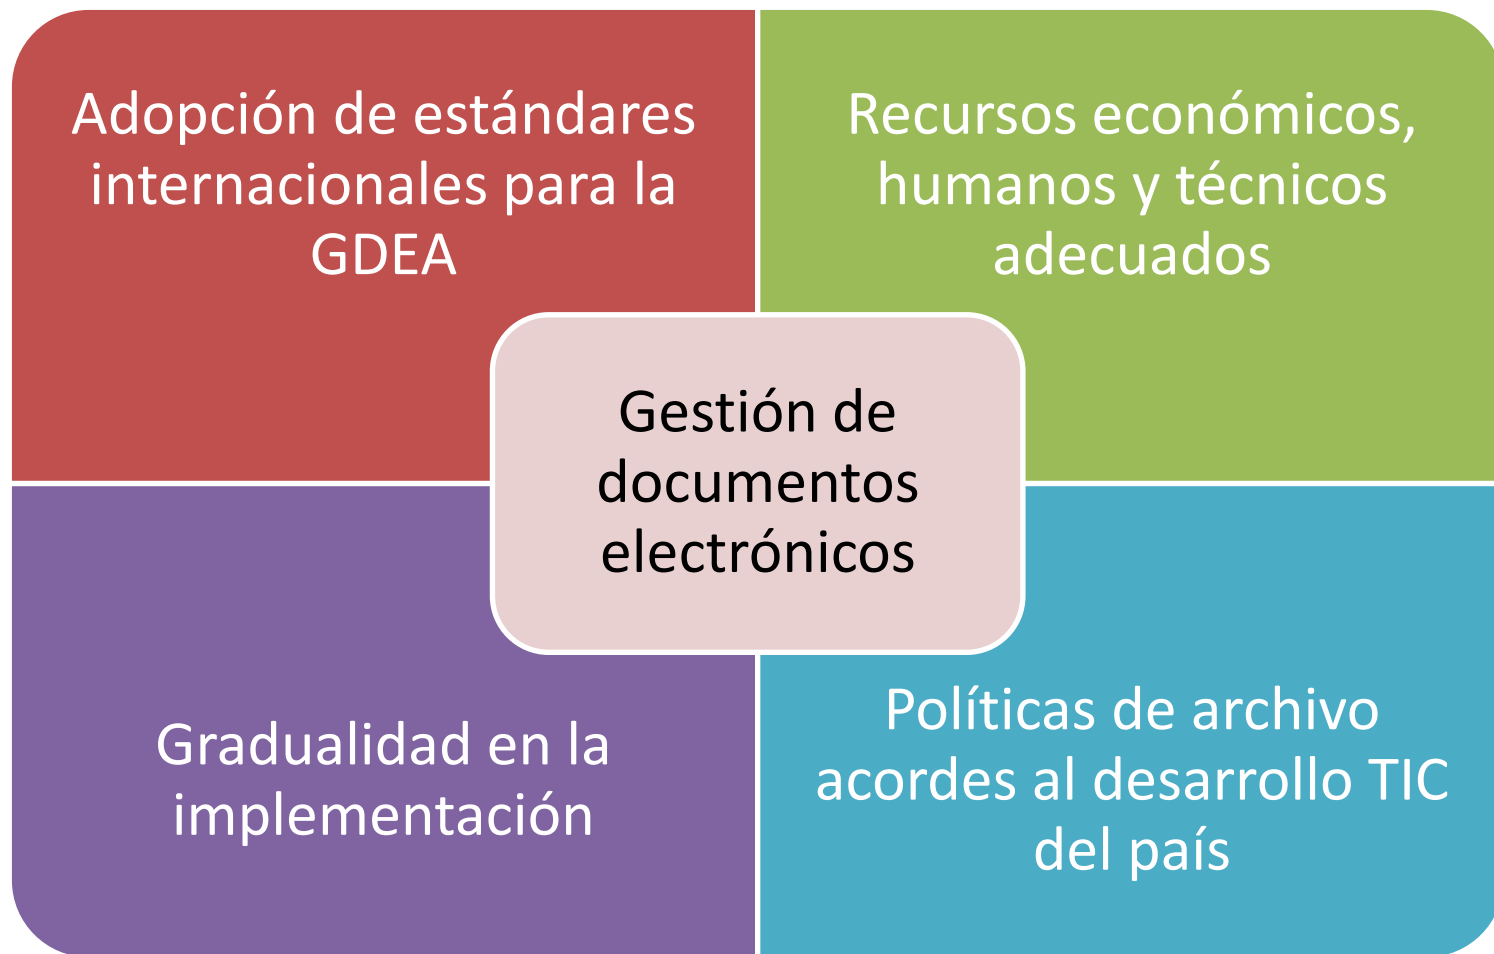 Adopción de estándares
internacionales para la
GDEA
Recursos económicos,
humanos y técnicos
adecuados
Gestión de
documentos
electrónicos
Gradualidad en la
implementación
Políticas de archivo
acordes al desarrollo TIC
del país